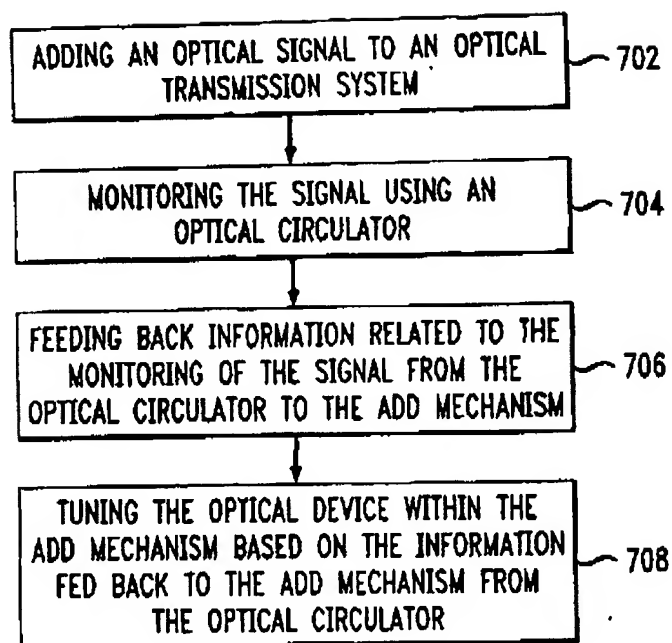 ADDING AN OPTICAL SIGNAL TO AN OPTICAL
TRANSMISSION SYSTEM
702
MONITORING THE SIGNAL USING AN
OPTICAL CIRCULATOR
704
FEEDING BACK INFORMATION RELATED TO THE
MONITORING OF THE SIGNAL FROM THE
OPTICAL CIRCULATOR TO THE ADD MECHANISM
706
TUNING THE OPTICAL DEVICE WITHIN THE
ADD MECHANISM BASED ON THE INFORMATION
FED BACK TO THE ADD MECHANISM FROM
THE OPTICAL CIRCULATOR
708